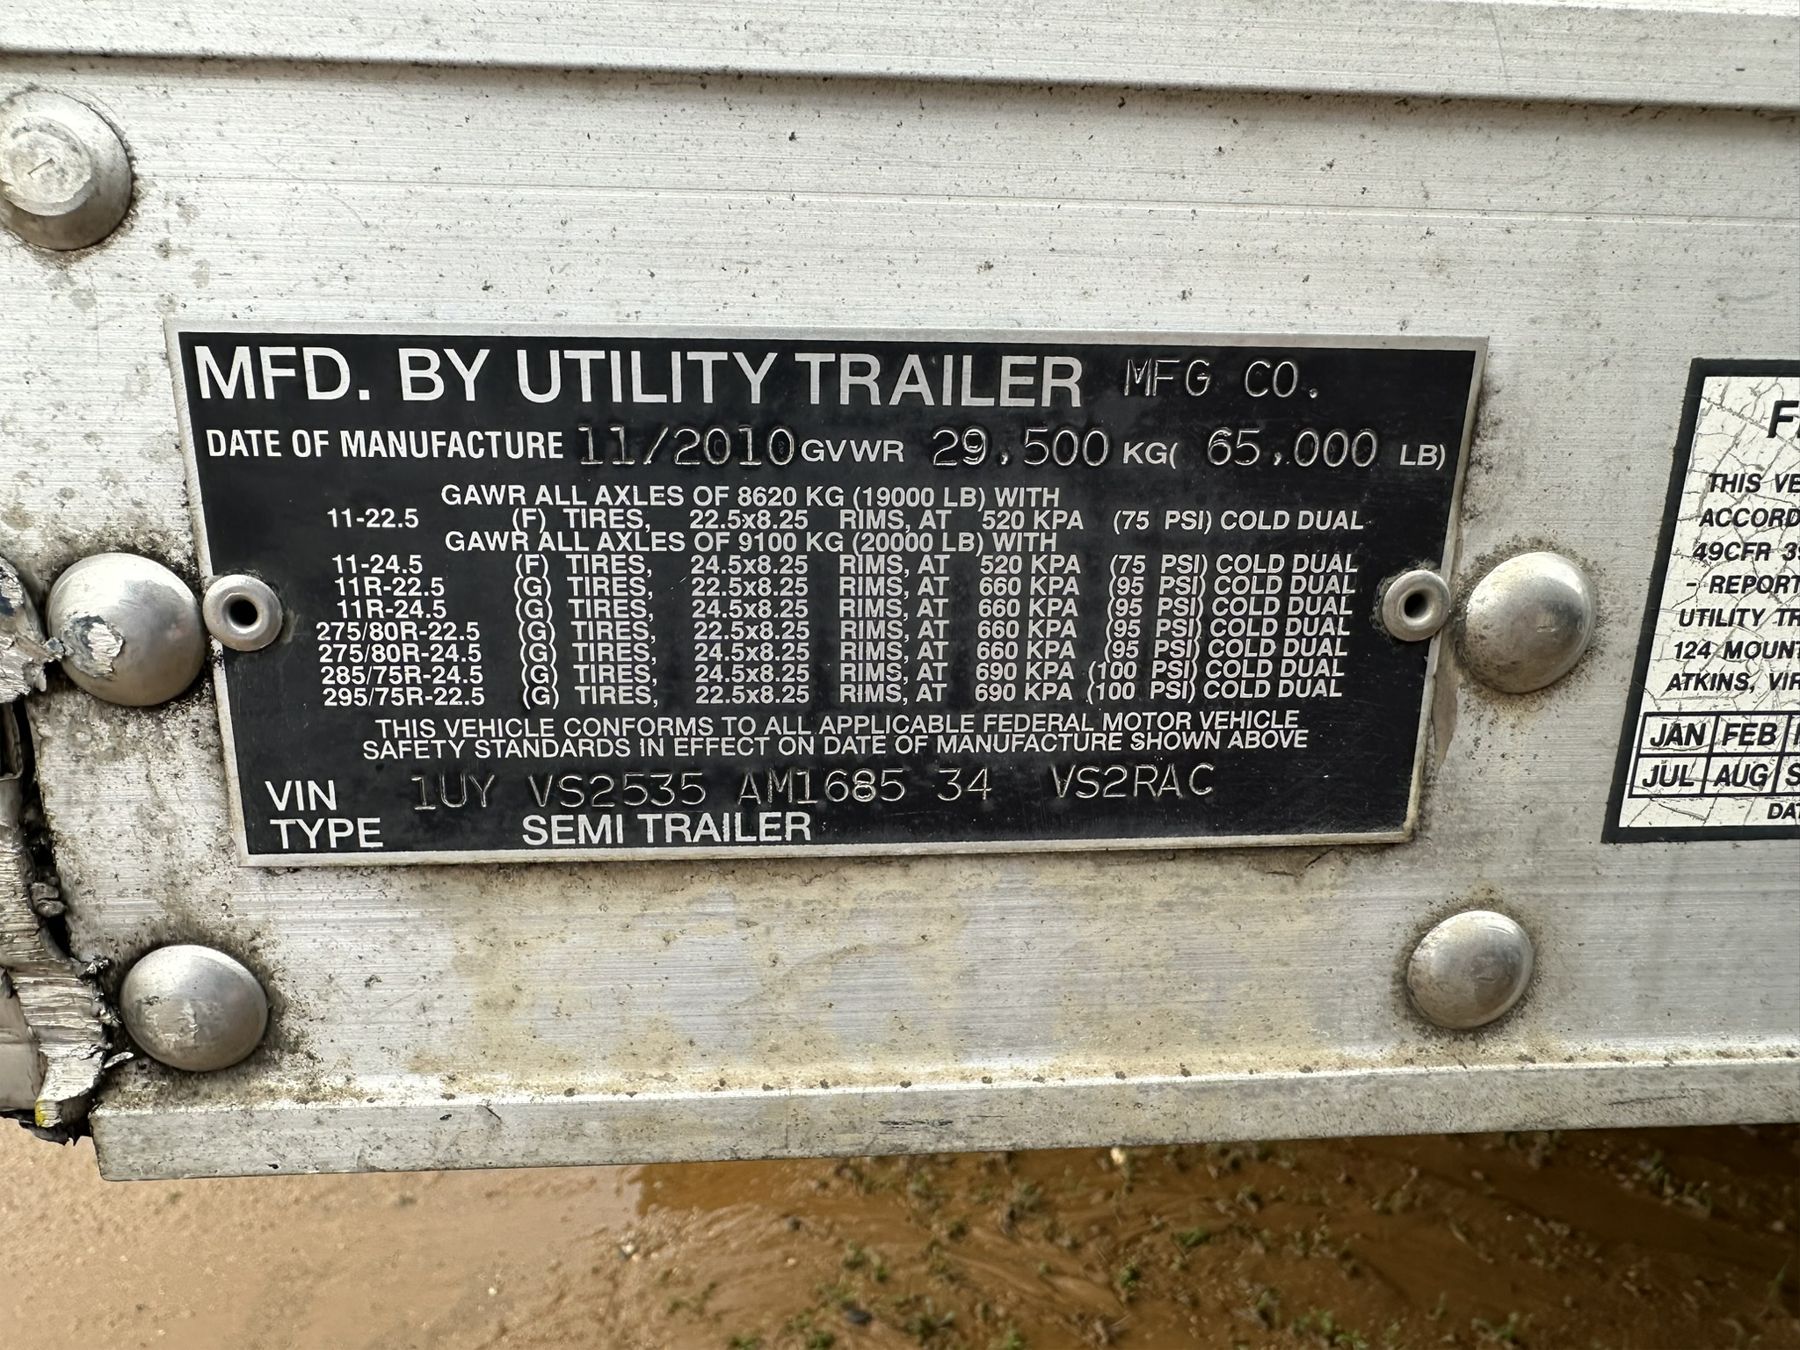 MFD. BY UTILITY TRAILER MFG CO.
DATE OF MANUFACTURE 11/2010 GVWR 29,500 KG( 65,000 LB)
GAWR ALL AXLES OF 8620 KG (19000 LB) WITH
11-22.5 (F) TIRES, 22.5x8.25 RIMS, AT 520 KPA (75 PSI) COLD DUAL
GAWR ALL AXLES OF 9100 KG (20000 LB) WITH
11-24.5 (F) TIRES, 24.5x8.25 RIMS, AT 520 KPA (75 PSI) COLD DUAL
11R-22.5 (G) TIRES, 22.5x8.25 RIMS, AT 660 KPA (95 PSI) COLD DUAL
11R-24.5 (G) TIRES, 24.5x8.25 RIMS, AT 660 KPA (95 PSI) COLD DUAL
275/80R-22.5 (G) TIRES, 22.5x8.25 RIMS, AT 660 KPA (95 PSI) COLD DUAL
275/80R-24.5 (G) TIRES, 24.5x8.25 RIMS, AT 660 KPA (95 PSI) COLD DUAL
285/75R-24.5 (G) TIRES, 24.5x8.25 RIMS, AT 690 KPA (100 PSI) COLD DUAL
295/75R-22.5 (G) TIRES, 22.5x8.25 RIMS, AT 690 KPA (100 PSI) COLD DUAL
THIS VEHICLE CONFORMS TO ALL APPLICABLE FEDERAL MOTOR VEHICLE
SAFETY STANDARDS IN EFFECT ON DATE OF MANUFACTURE SHOWN ABOVE
VIN 1UY VS2535 AM1685 34 VS2RAC
TYPE SEMI TRAILER
THIS VE
ACCORD
49CFR 39
- REPORT
UTILITY TR
124 MOUNT
ATKINS, VIR
JAN FEB
JUL AUG S
DAT